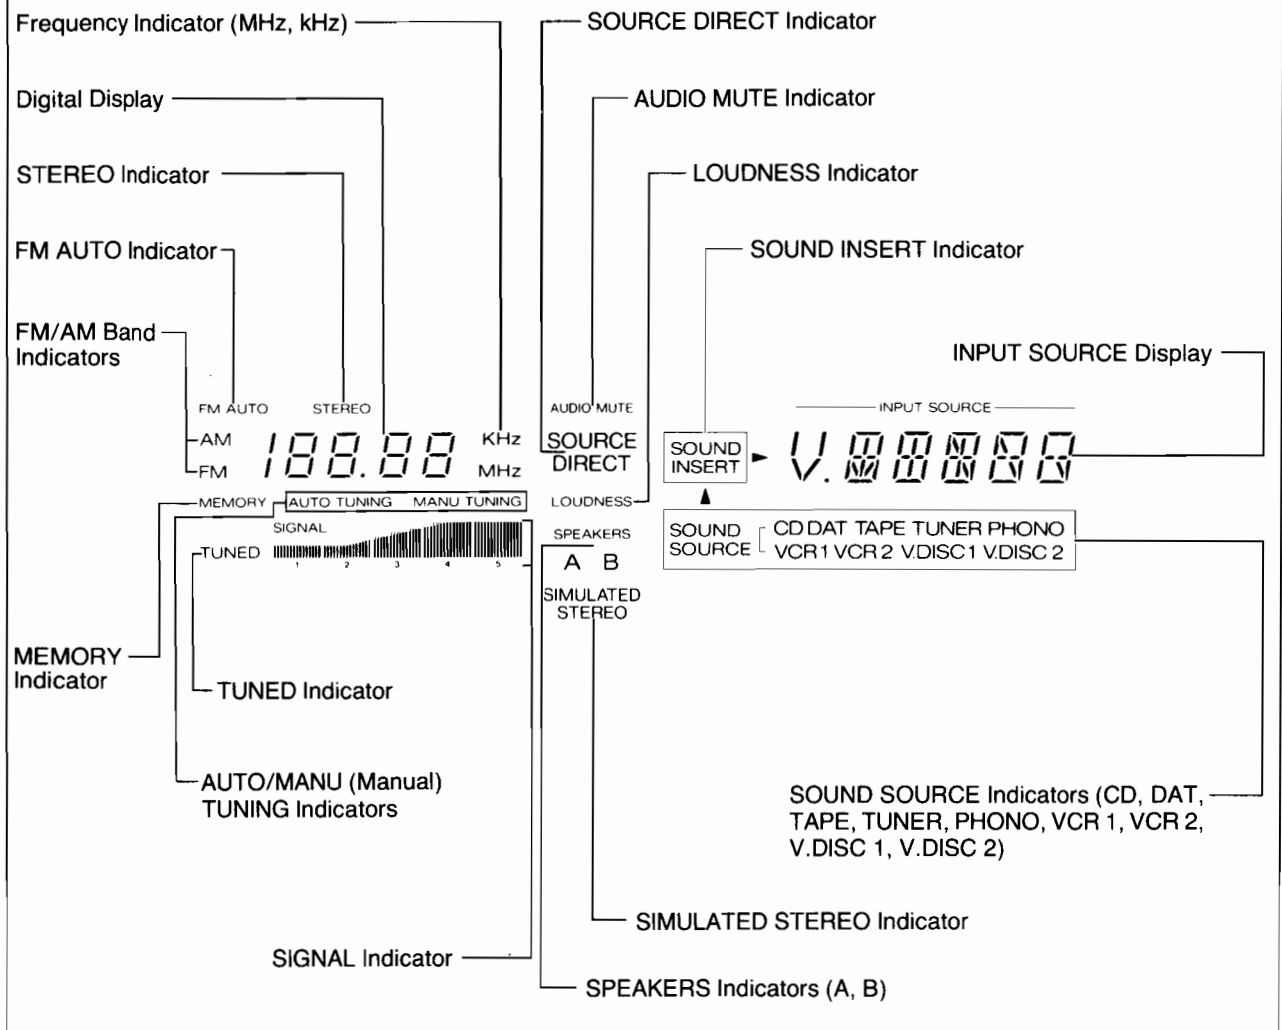 Frequency Indicator (MHz, kHz)
SOURCE DIRECT Indicator
Digital Display
AUDIO MUTE Indicator
STEREO Indicator
LOUDNESS Indicator
FM AUTO Indicator
SOUND INSERT Indicator
FM/AM Band
Indicators
INPUT SOURCE Display
FM AUTO
STEREO
AUDIO MUTE
INPUT SOURCE
AM
188.88
KHz
SOURCE
DIRECT
SOUND
INSERT
V.
FM
MHz
MEMORY
AUTO TUNING
MANU TUNING
LOUDNESS
SIGNAL
TUNED
1 2 3 4 5
SPEAKERS
A B
SOUND
SOURCE
CD DAT TAPE TUNER PHONO
VCR 1 VCR 2 V.DISC 1 V.DISC 2
SIMULATED
STEREO
MEMORY
Indicator
TUNED Indicator
AUTO/MANU (Manual)
TUNING Indicators
SOUND SOURCE Indicators (CD, DAT,
TAPE, TUNER, PHONO, VCR 1, VCR 2,
V.DISC 1, V.DISC 2)
SIMULATED STEREO Indicator
SIGNAL Indicator
SPEAKERS Indicators (A, B)